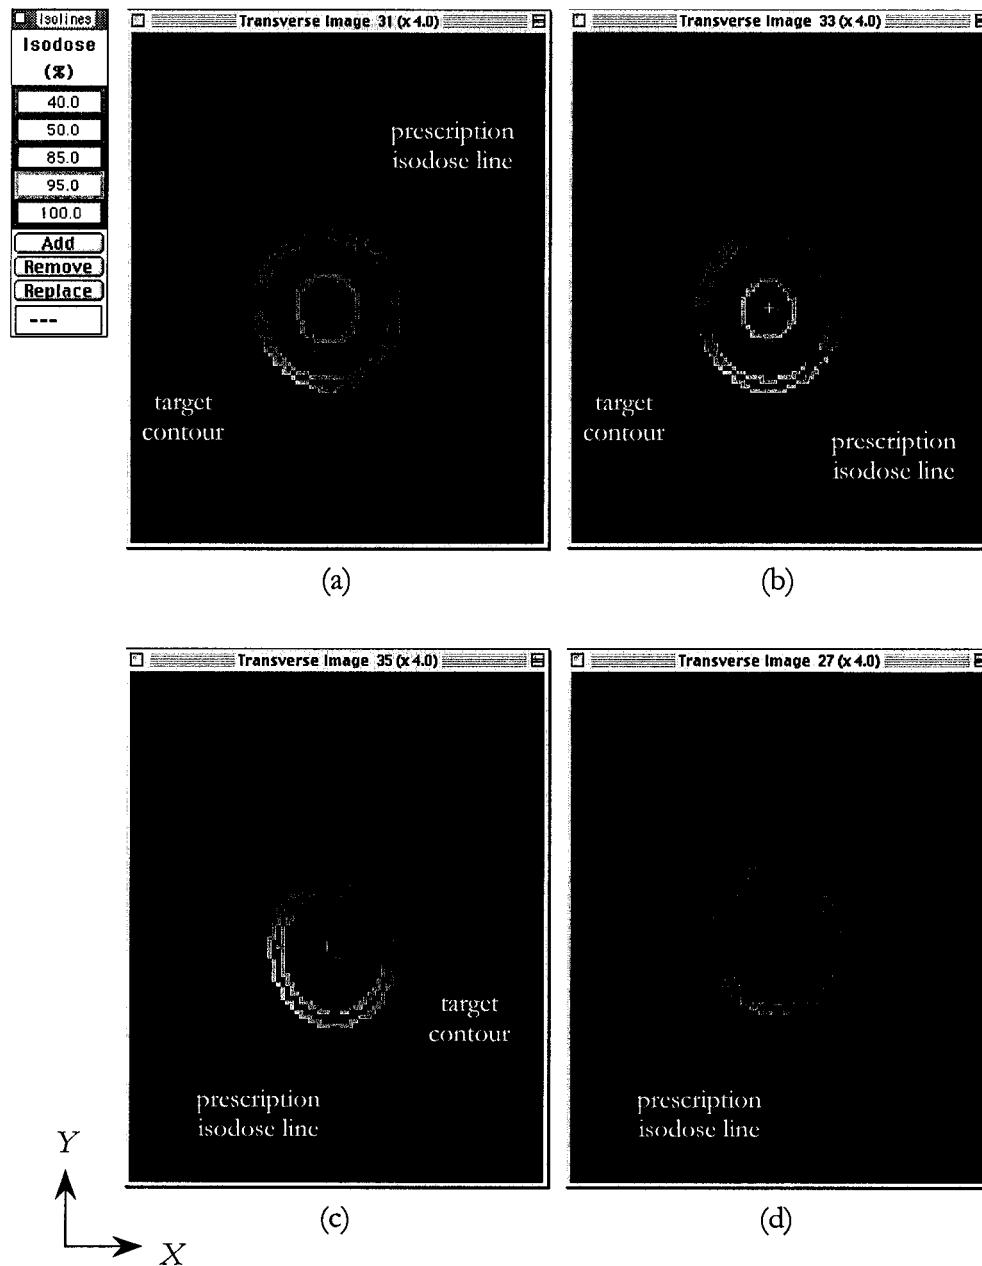 Isolines
Isodose
(%)
40.0
50.0
85.0
95.0
100.0
Add
Remove
Replace
---
Transverse Image 31 (x 4.0)
prescription
isodose line
target
contour
(a)
Transverse Image 33 (x 4.0)
target
contour
prescription
isodose line
(b)
Transverse Image 35 (x 4.0)
target
contour
prescription
isodose line
(c)
Transverse Image 27 (x 4.0)
prescription
isodose line
(d)
Y
X